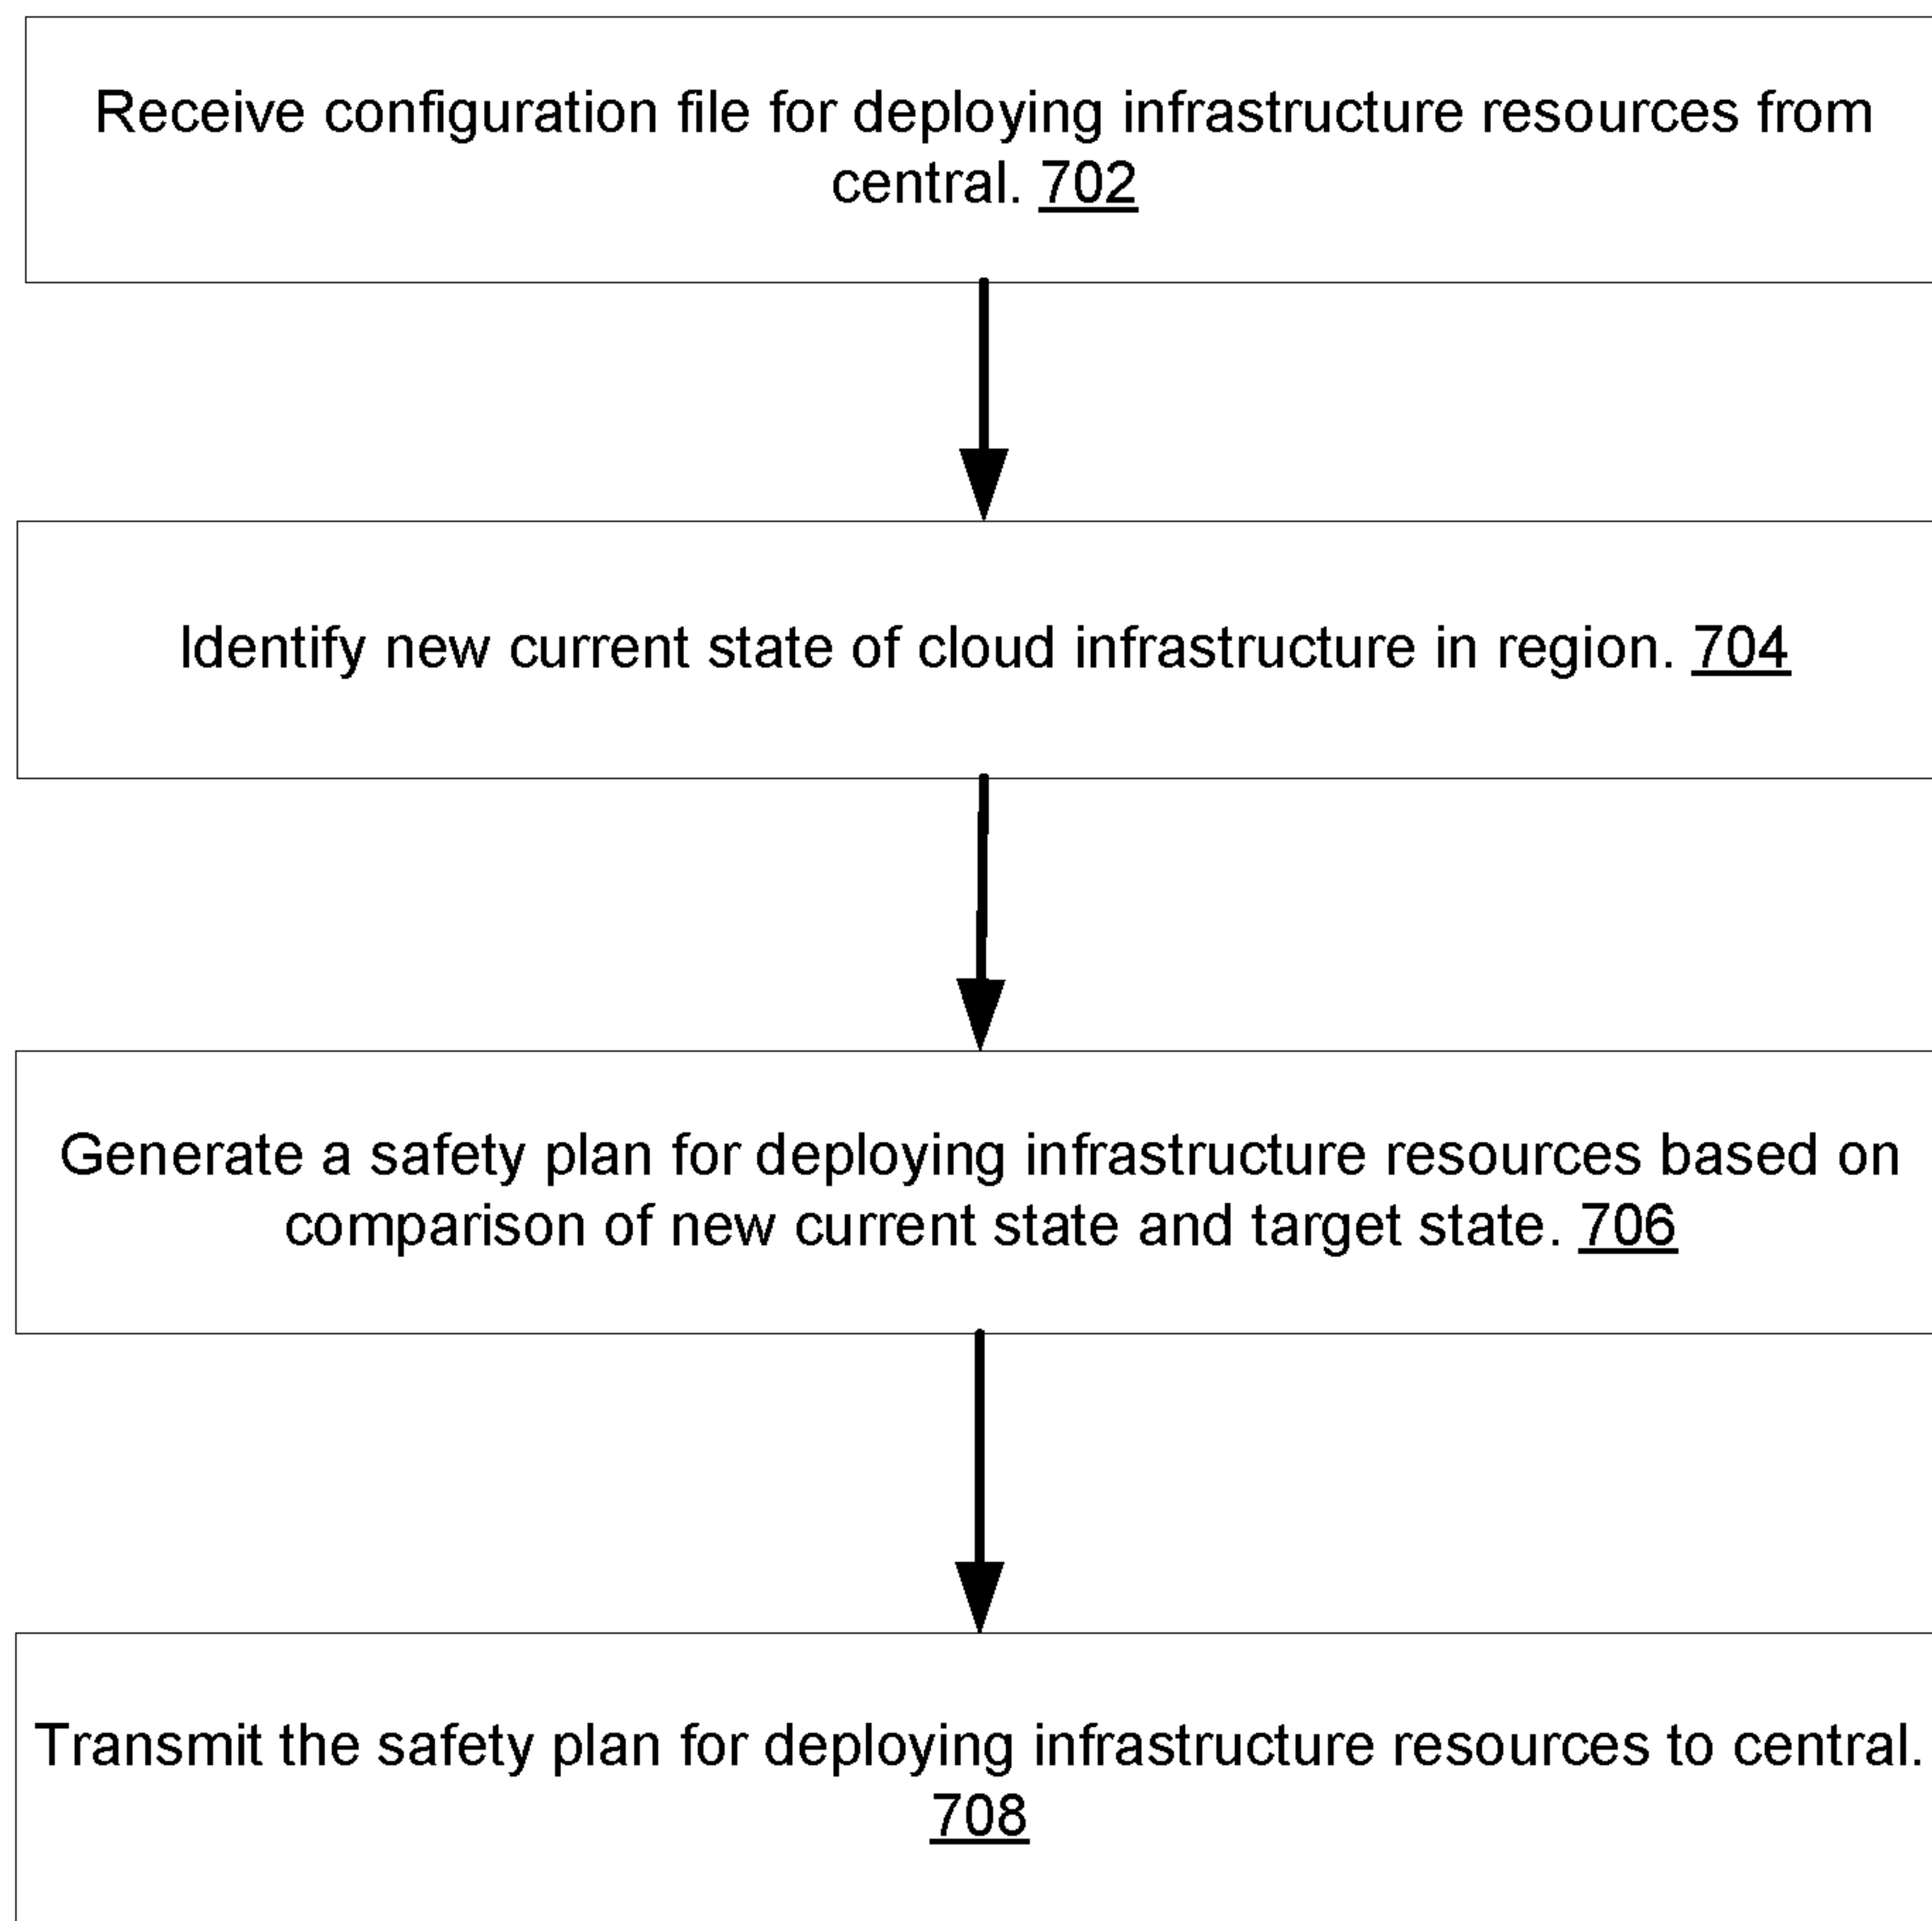 Receive configuration file for deploying infrastructure resources from
central. 702
Identify new current state of cloud infrastructure in region. 704
Generate a safety plan for deploying infrastructure resources based on
comparison of new current state and target state. 706
Transmit the safety plan for deploying infrastructure resources to central.
708